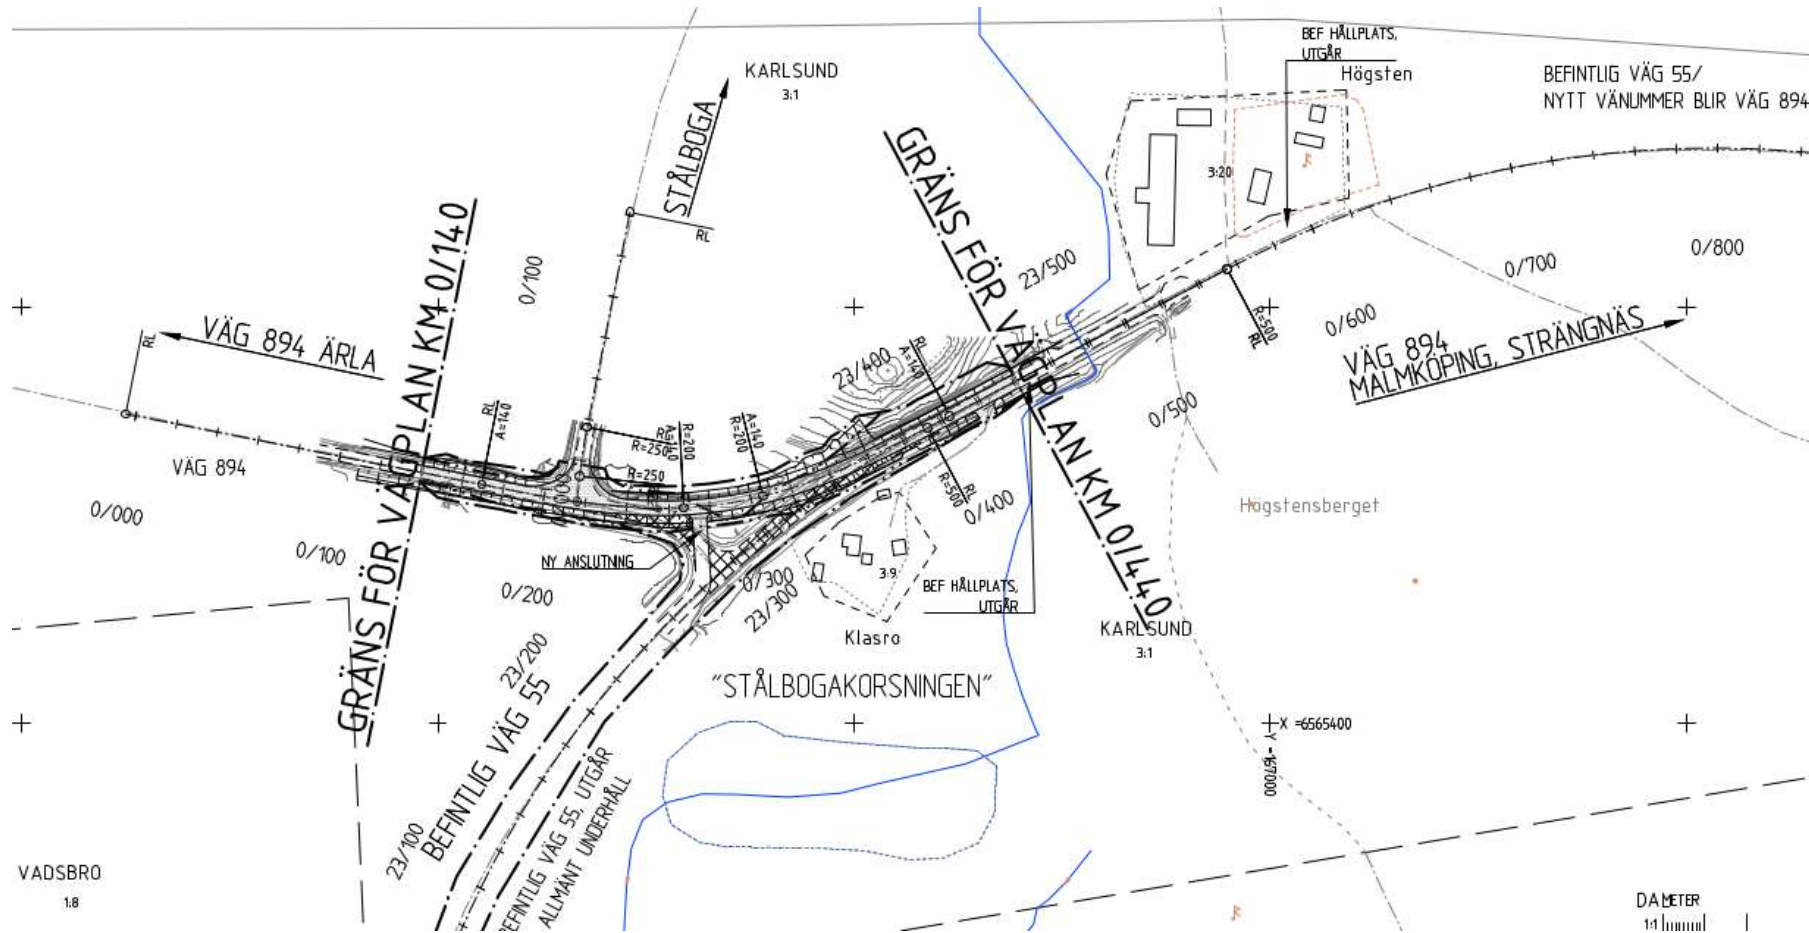 BEF HÅLLPLATS,
UTGÅR
Högsten
KARLSUND
3:1
BEFINTLIG VÄG 55/
NYTT VÄNUMMER BLIR VÄG 894
STÅLBOGA
RL
GRÄNS FÖR VÄGPLAN KM 0/140
GRÄNS FÖR VÄGPLAN KM 0/440
3:20
0/100
23/500
0/700
0/800
VÄG 894 ÄRLA
RL
R=500
RL
0/600
VÄG 894
MALMKÖPING, STRÄNGNÄS
23/400
RL
A=140
RL
A=140
0/500
R=250
R=200
A=140
R=200
R=250
VÄG 894
RL
R=500
0/400
Högstensberget
0/000
0/100
NY ANSLUTNING
0/200
0/300
23/300
3:9
BEF HÅLLPLATS,
UTGÅR
Klasro
KARLSUND
3:1
23/200
"STÅLBOGAKORSNINGEN"
X =6565400
BEFINTLIG VÄG 55
23/100
BEFINTLIG VÄG 55, UTGÅR
ALLMÄNT UNDERHÅLL
VADSBRO
1:8
1:1